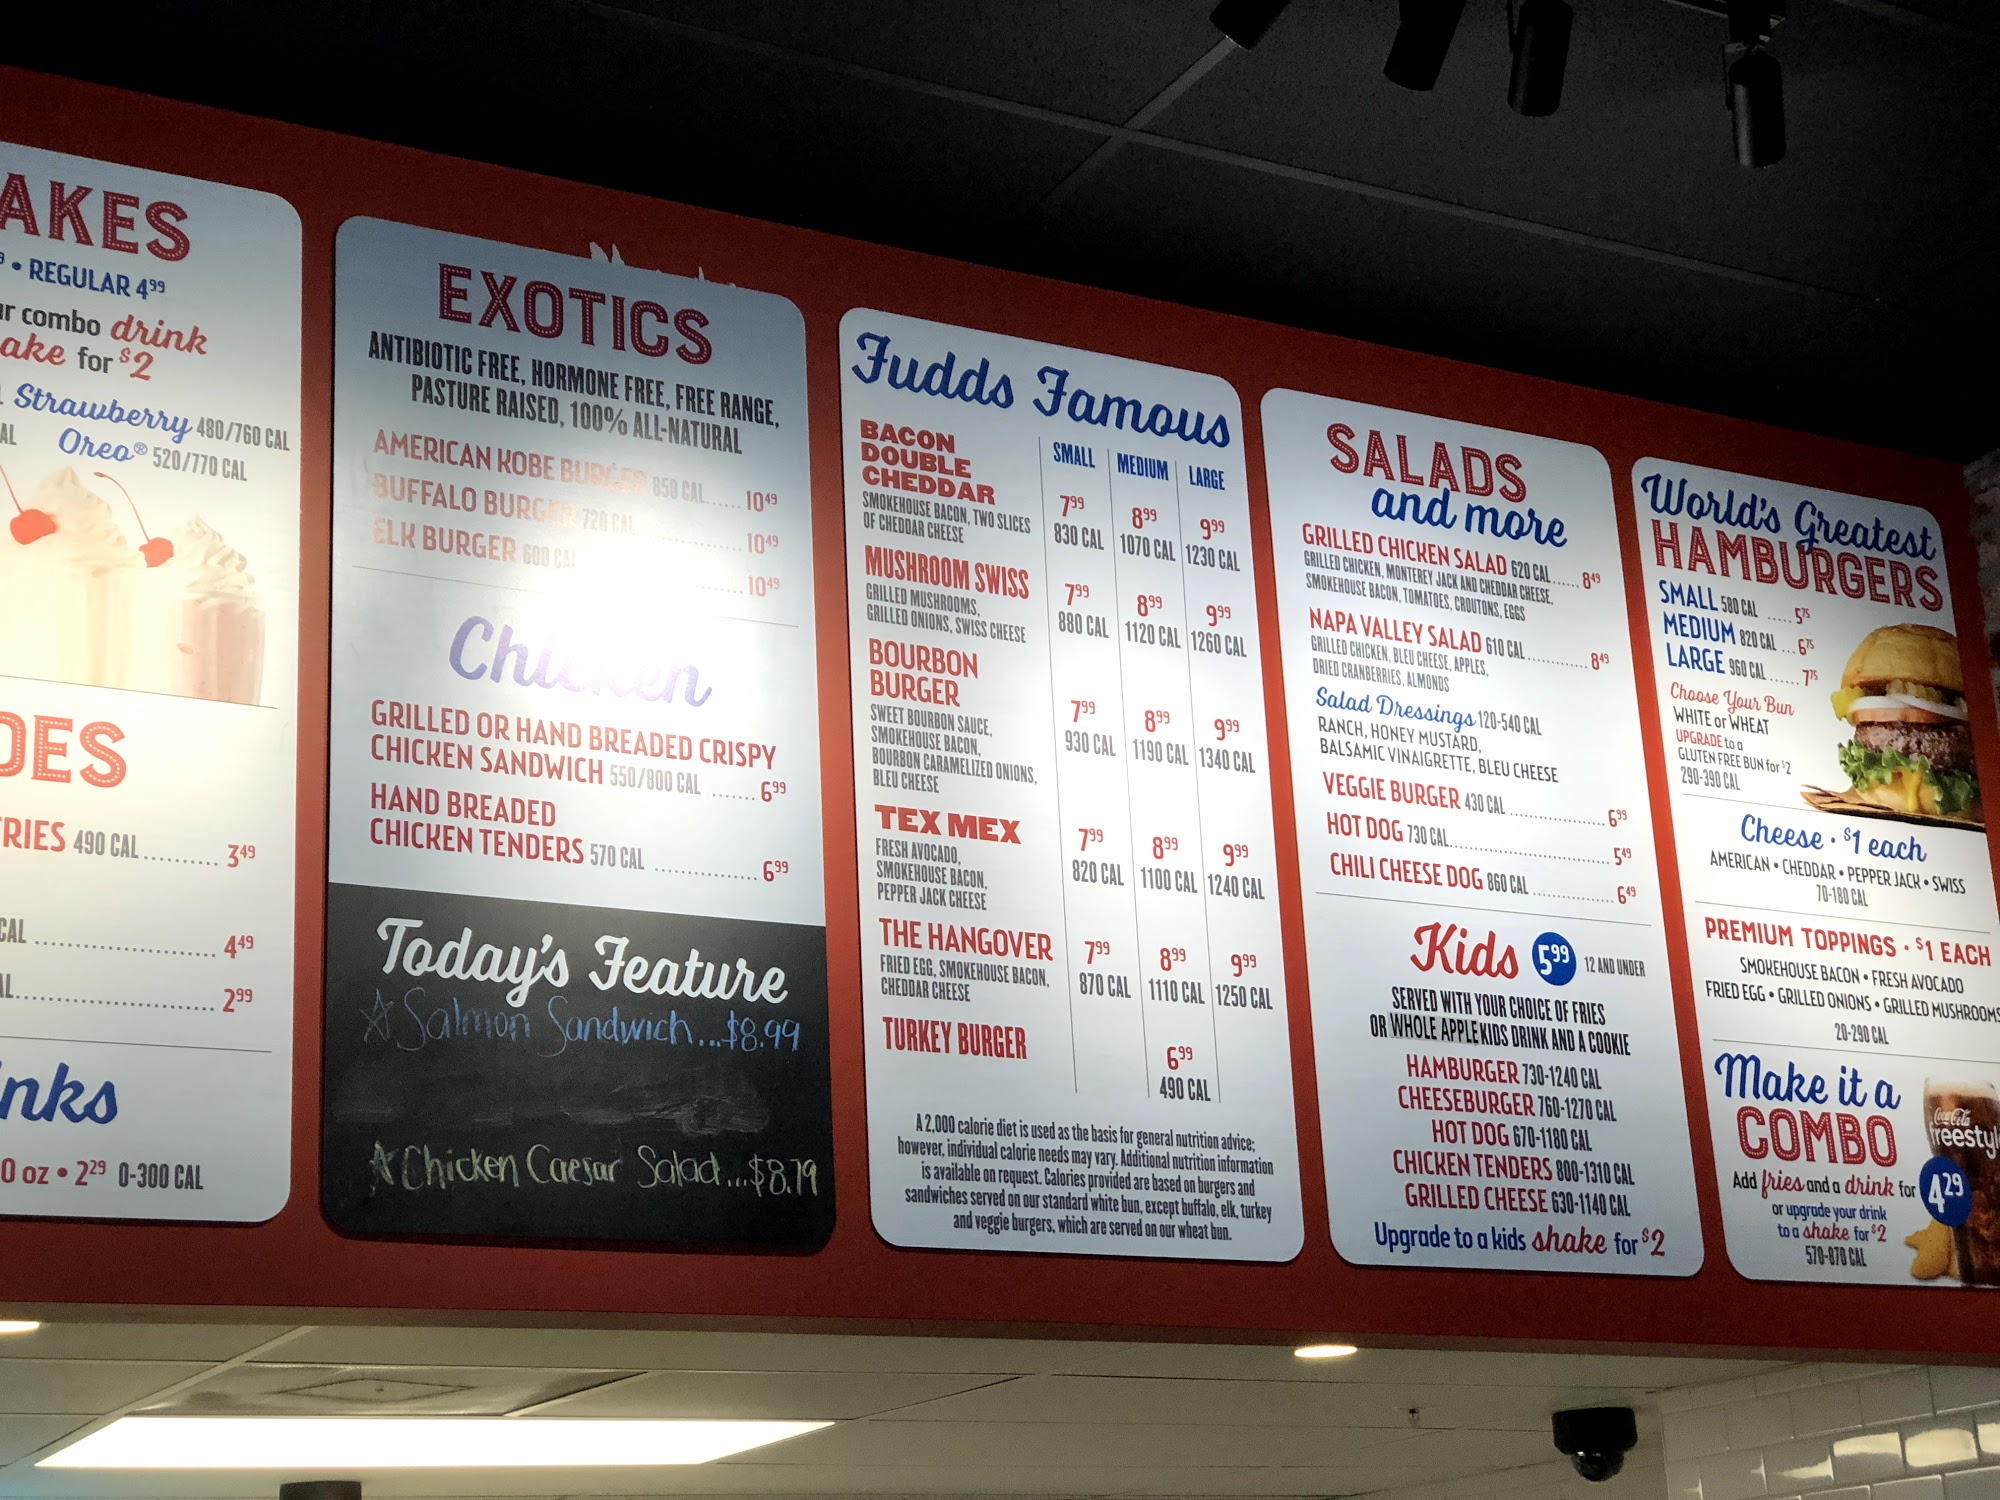 AKES
• REGULAR 4⁹⁹
combo drink
ake for $2
Strawberry 480/760 CAL
Oreo® 520/770 CAL
DES
FRIES 490 CAL .......... 3⁴⁹
CAL .......... 4⁴⁹
.......... 2⁹⁹
nks
0 oz • 2²⁹ 0-300 CAL
EXOTICS
ANTIBIOTIC FREE, HORMONE FREE, FREE RANGE,
PASTURE RAISED, 100% ALL-NATURAL
AMERICAN KOBE BURGER 850 CAL...... 10⁴⁹
BUFFALO BURGER 720 CAL .......... 10⁴⁹
ELK BURGER 600 CAL .......... 10⁴⁹
Chicken
GRILLED OR HAND BREADED CRISPY
CHICKEN SANDWICH 550/800 CAL ....... 6⁹⁹
HAND BREADED
CHICKEN TENDERS 570 CAL ................ 6⁹⁹
Today's Feature
☆ Salmon Sandwich...$8.99
☆ Chicken Caesar Salad...$8.79
Fudds Famous
SMALL MEDIUM LARGE
BACON
DOUBLE
CHEDDAR
SMOKEHOUSE BACON, TWO SLICES
OF CHEDDAR CHEESE
7⁹⁹ 8⁹⁹ 9⁹⁹
830 CAL 1070 CAL 1230 CAL
MUSHROOM SWISS
GRILLED MUSHROOMS,
GRILLED ONIONS, SWISS CHEESE
7⁹⁹ 8⁹⁹ 9⁹⁹
880 CAL 1120 CAL 1260 CAL
BOURBON
BURGER
SWEET BOURBON SAUCE,
SMOKEHOUSE BACON,
BOURBON CARAMELIZED ONIONS,
BLEU CHEESE
7⁹⁹ 8⁹⁹ 9⁹⁹
930 CAL 1190 CAL 1340 CAL
TEX MEX
FRESH AVOCADO,
SMOKEHOUSE BACON,
PEPPER JACK CHEESE
7⁹⁹ 8⁹⁹ 9⁹⁹
820 CAL 1100 CAL 1240 CAL
THE HANGOVER
FRIED EGG, SMOKEHOUSE BACON,
CHEDDAR CHEESE
7⁹⁹ 8⁹⁹ 9⁹⁹
870 CAL 1110 CAL 1250 CAL
TURKEY BURGER
6⁹⁹
490 CAL
A 2,000 calorie diet is used as the basis for general nutrition advice;
however, individual calorie needs may vary. Additional nutrition information
is available on request. Calories provided are based on burgers and
sandwiches served on our standard white bun, except buffalo, elk, turkey
and veggie burgers, which are served on our wheat bun.
SALADS
and more
GRILLED CHICKEN SALAD 620 CAL...... 8⁴⁹
GRILLED CHICKEN, MONTEREY JACK AND CHEDDAR CHEESE,
SMOKEHOUSE BACON, TOMATOES, CROUTONS, EGGS
NAPA VALLEY SALAD 610 CAL.............. 8⁴⁹
GRILLED CHICKEN, BLEU CHEESE, APPLES,
DRIED CRANBERRIES, ALMONDS
Salad Dressings 120-540 CAL
RANCH, HONEY MUSTARD,
BALSAMIC VINAIGRETTE, BLEU CHEESE
VEGGIE BURGER 430 CAL .................. 6⁹⁹
HOT DOG 730 CAL.............................. 5⁴⁹
CHILI CHEESE DOG 860 CAL ............... 6⁴⁹
Kids 5⁹⁹ 12 AND UNDER
SERVED WITH YOUR CHOICE OF FRIES
OR WHOLE APPLE KIDS DRINK AND A COOKIE
HAMBURGER 730-1240 CAL
CHEESEBURGER 760-1270 CAL
HOT DOG 670-1180 CAL
CHICKEN TENDERS 800-1310 CAL
GRILLED CHEESE 630-1140 CAL
Upgrade to a kids shake for $2
World's Greatest
HAMBURGERS
SMALL 580 CAL ..... 5⁷⁵
MEDIUM 820 CAL ... 6⁷⁵
LARGE 960 CAL ...... 7⁷⁵
Choose Your Bun
WHITE or WHEAT
UPGRADE to a
GLUTEN FREE BUN for $2
290-390 CAL
Cheese • $1 each
AMERICAN • CHEDDAR • PEPPER JACK • SWISS
70-180 CAL
PREMIUM TOPPINGS • $1 EACH
SMOKEHOUSE BACON • FRESH AVOCADO
FRIED EGG • GRILLED ONIONS • GRILLED MUSHROOMS
20-290 CAL
Make it a
COMBO
Add fries and a drink for 4²⁹
or upgrade your drink
to a shake for $2
570-870 CAL
Coca-Cola
freestyle